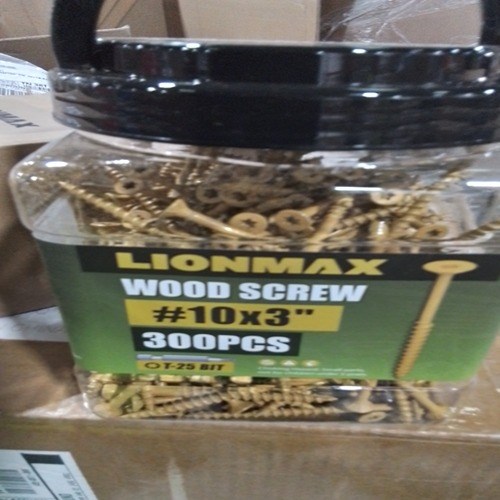 LIONMAX
WOOD SCREW
#10x3"
300PCS
T-25 BIT